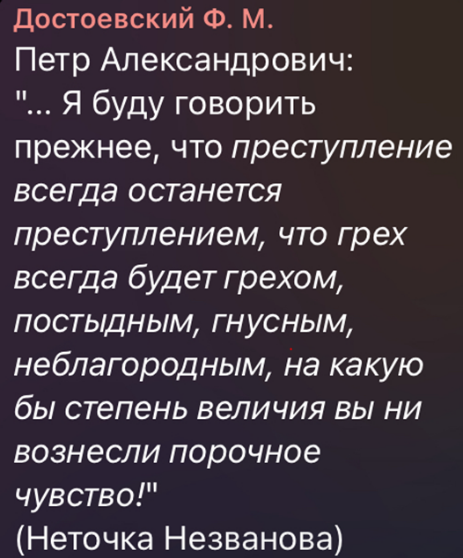 Достоевский Ф. М.
Петр Александрович:
"... Я буду говорить
прежнее, что преступление
всегда останется
преступлением, что грех
всегда будет грехом,
постыдным, гнусным,
неблагородным, на какую
бы степень величия вы ни
вознесли порочное
чувство!"
(Неточка Незванова)